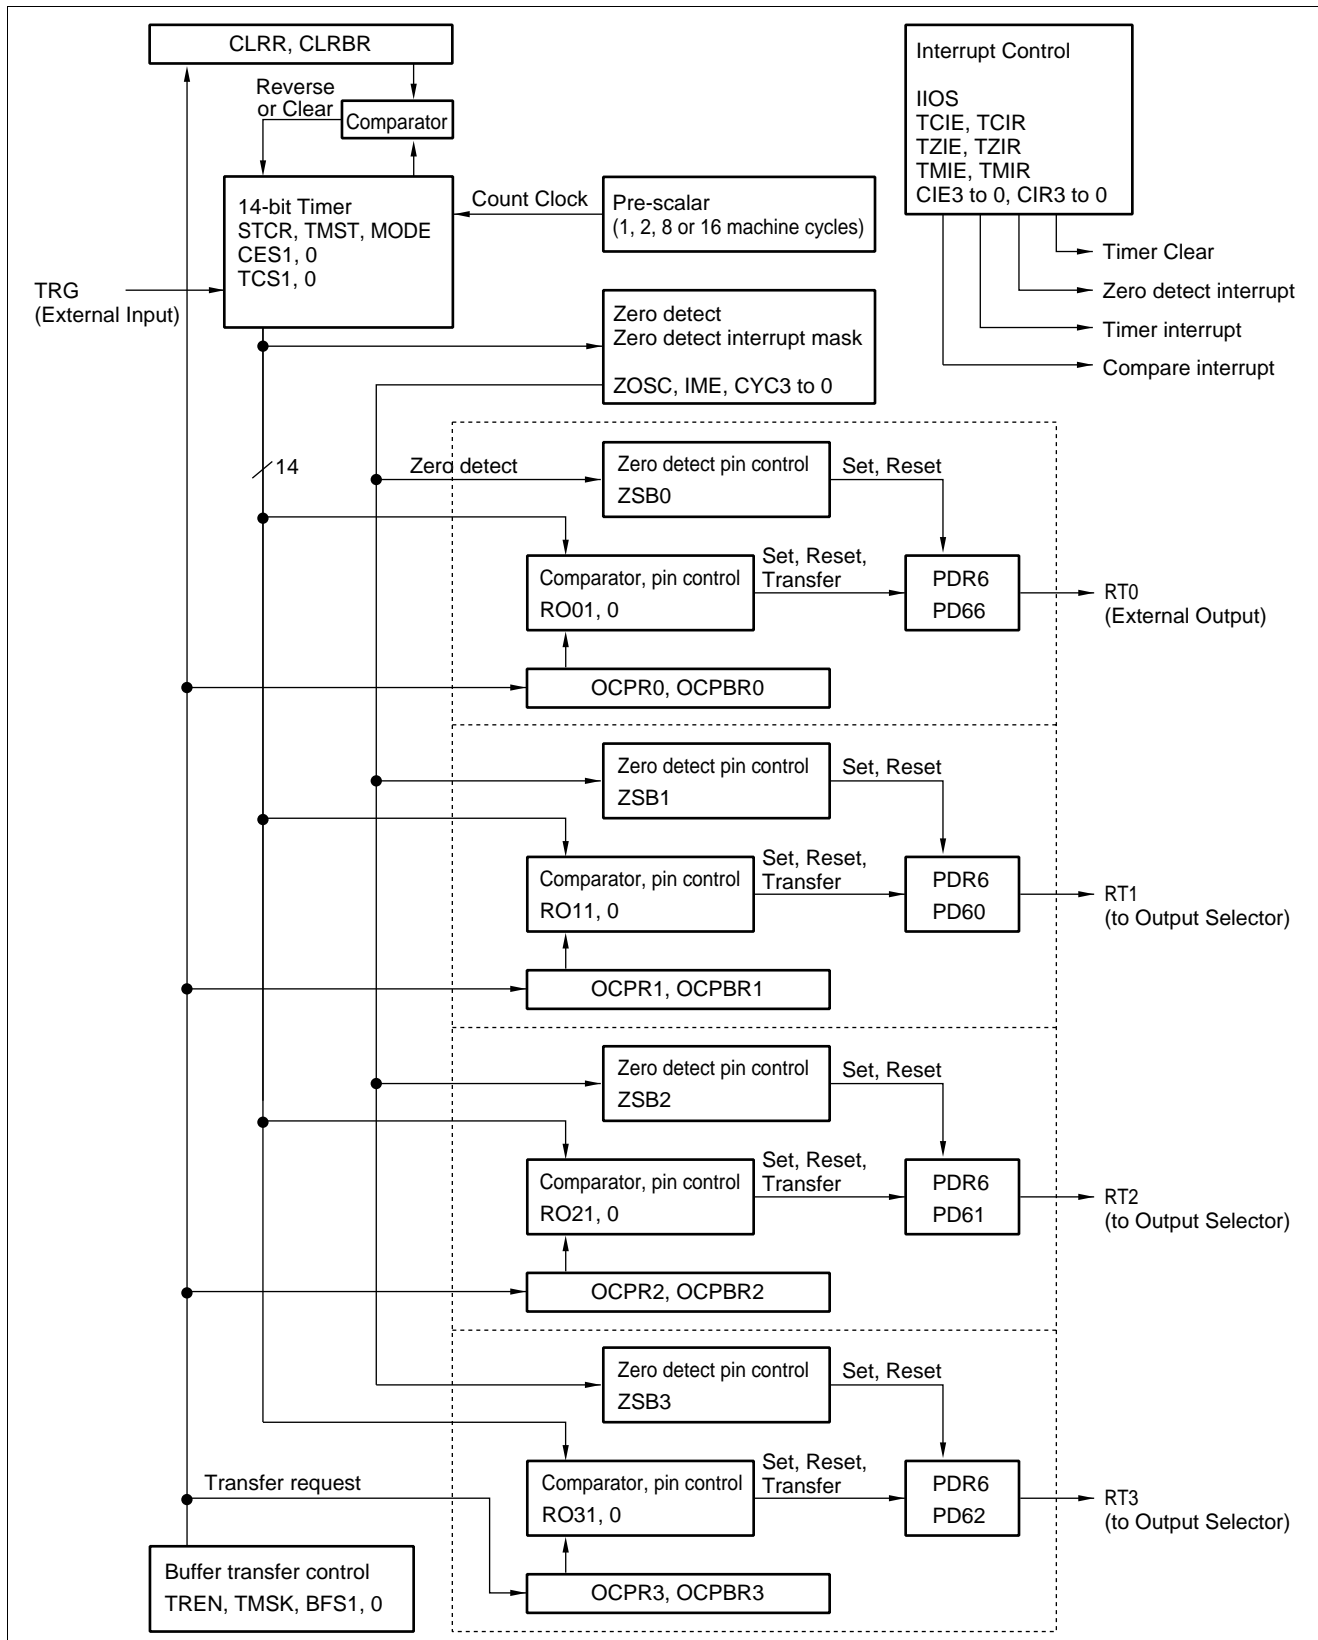 CLRR, CLRBR
Reverse
or Clear
Comparator
Interrupt Control
IIOS
TCIE, TCIR
TZIE, TZIR
TMIE, TMIR
CIE3 to 0, CIR3 to 0
14-bit Timer
STCR, TMST, MODE
CES1, 0
TCS1, 0
Count Clock
Pre-scalar
(1, 2, 8 or 16 machine cycles)
Timer Clear
Zero detect interrupt
Timer interrupt
Compare interrupt
TRG
(External Input)
Zero detect
Zero detect interrupt mask
ZOSC, IME, CYC3 to 0
14
Zero detect
Zero detect pin control
ZSB0
Set, Reset
Comparator, pin control
RO01, 0
Set, Reset,
Transfer
PDR6
PD66
RT0
(External Output)
OCPR0, OCPBR0
Zero detect pin control
ZSB1
Set, Reset
Comparator, pin control
RO11, 0
Set, Reset,
Transfer
PDR6
PD60
RT1
(to Output Selector)
OCPR1, OCPBR1
Zero detect pin control
ZSB2
Set, Reset
Comparator, pin control
RO21, 0
Set, Reset,
Transfer
PDR6
PD61
RT2
(to Output Selector)
OCPR2, OCPBR2
Zero detect pin control
ZSB3
Set, Reset
Transfer request
Comparator, pin control
RO31, 0
Set, Reset,
Transfer
PDR6
PD62
RT3
(to Output Selector)
Buffer transfer control
TREN, TMSK, BFS1, 0
OCPR3, OCPBR3